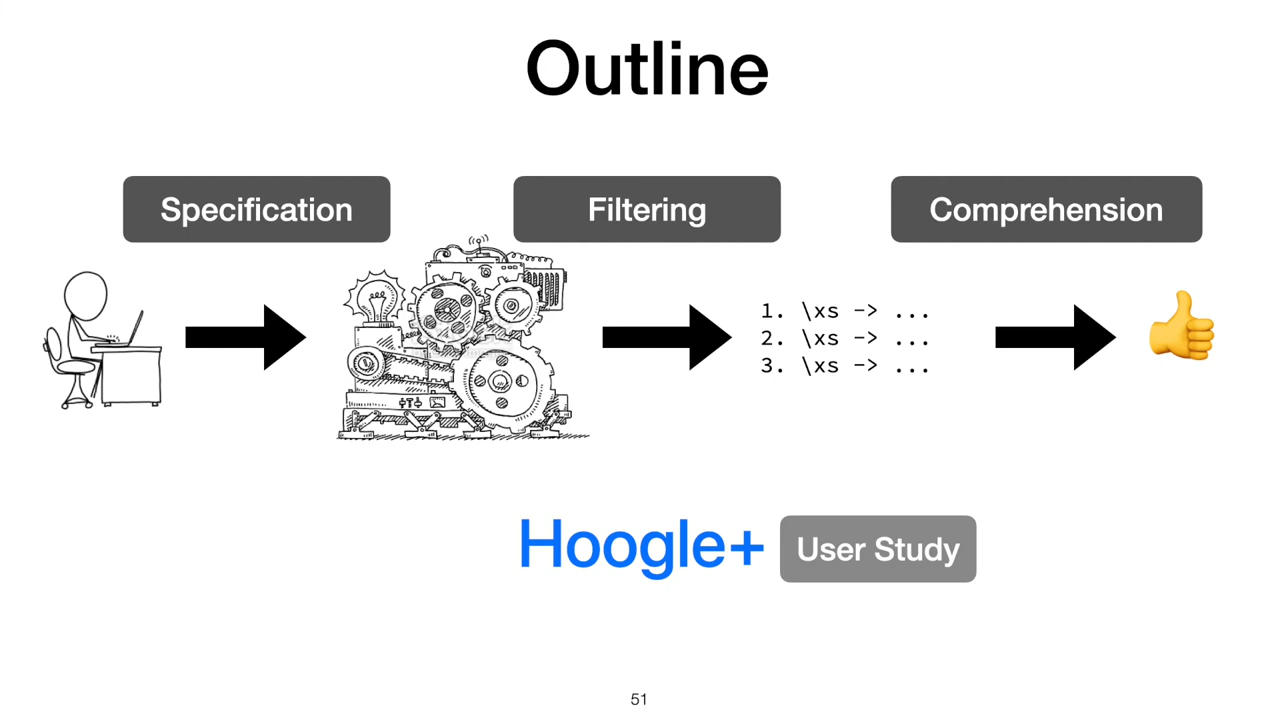 Outline
Specification
Filtering
Comprehension
1. \xs -> ...
2. \xs -> ...
3. \xs -> ...
Hoogle+
User Study
51